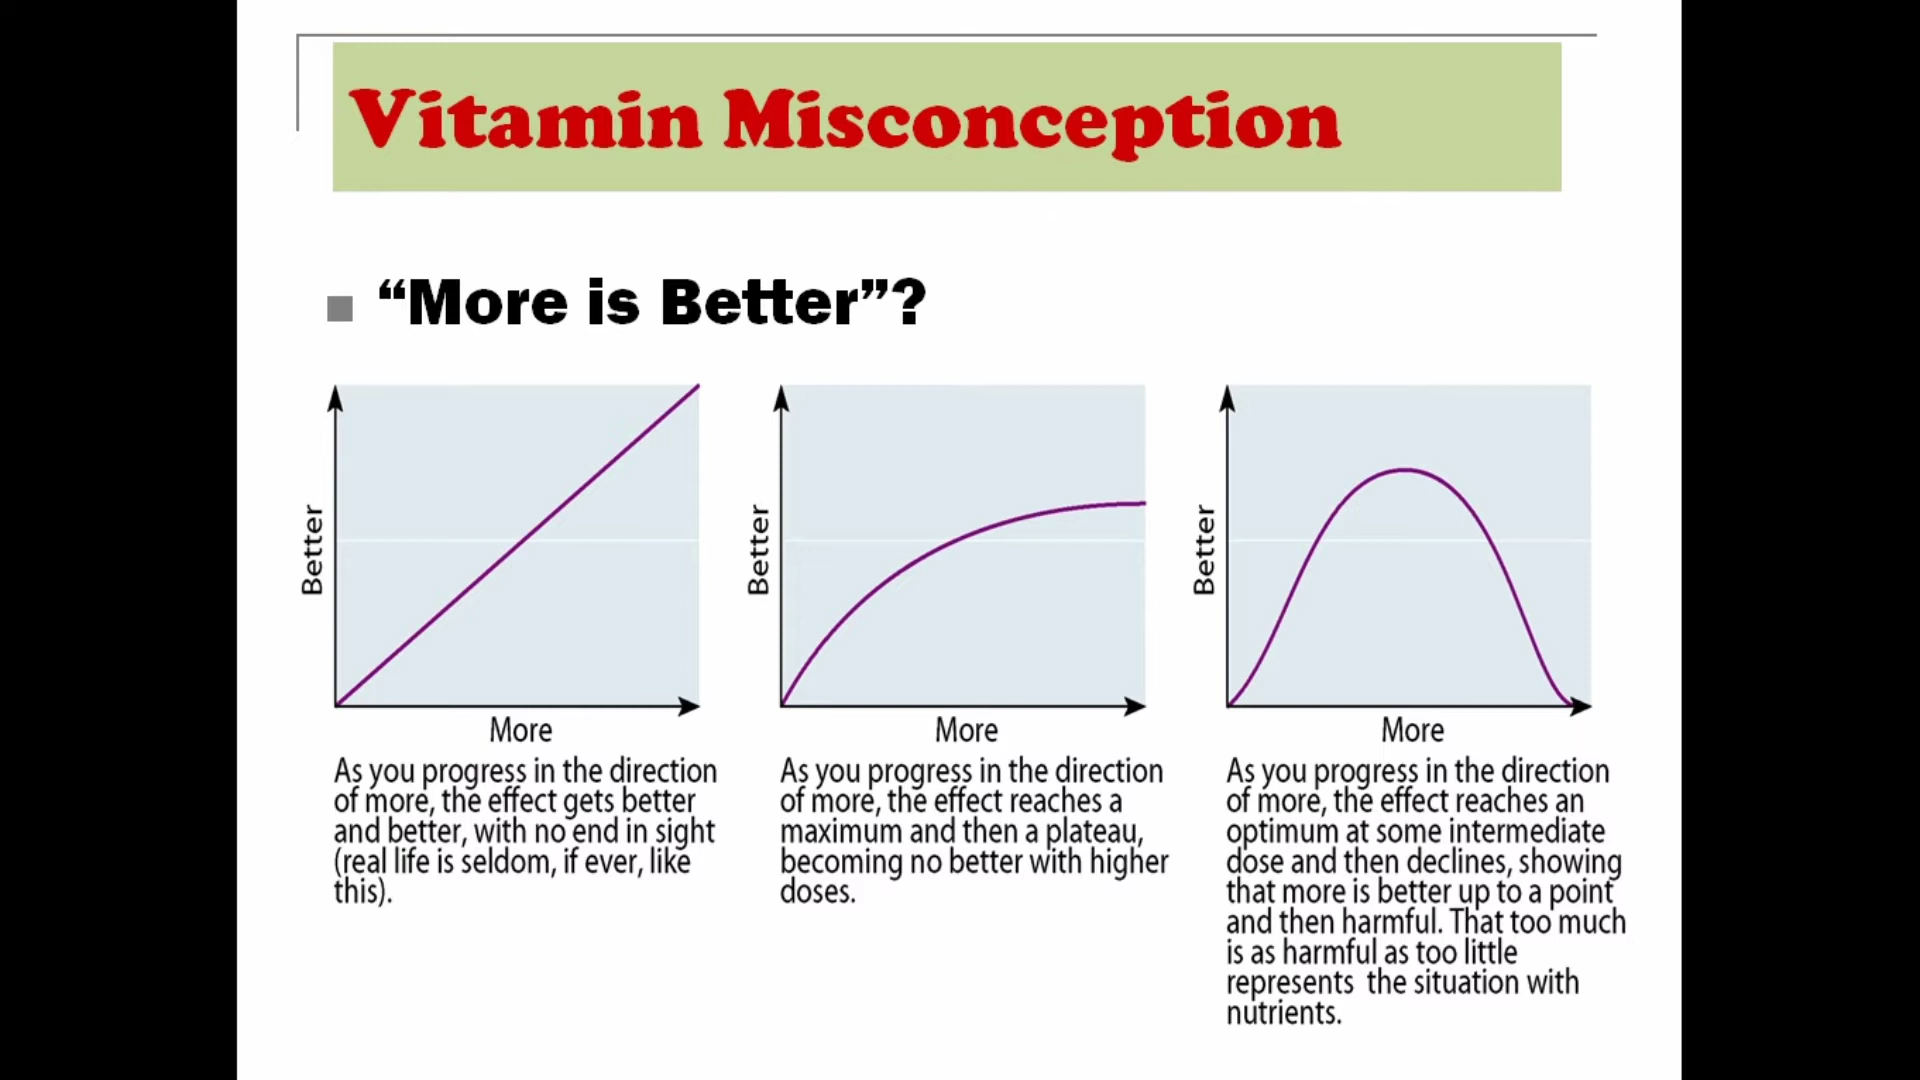 Vitamin Misconception
“More is Better”?
Better
More
As you progress in the direction
of more, the effect gets better
and better, with no end in sight
(real life is seldom, if ever, like
this).
Better
More
As you progress in the direction
of more, the effect reaches a
maximum and then a plateau,
becoming no better with higher
doses.
Better
More
As you progress in the direction
of more, the effect reaches an
optimum at some intermediate
dose and then declines, showing
that more is better up to a point
and then harmful. That too much
is as harmful as too little
represents the situation with
nutrients.